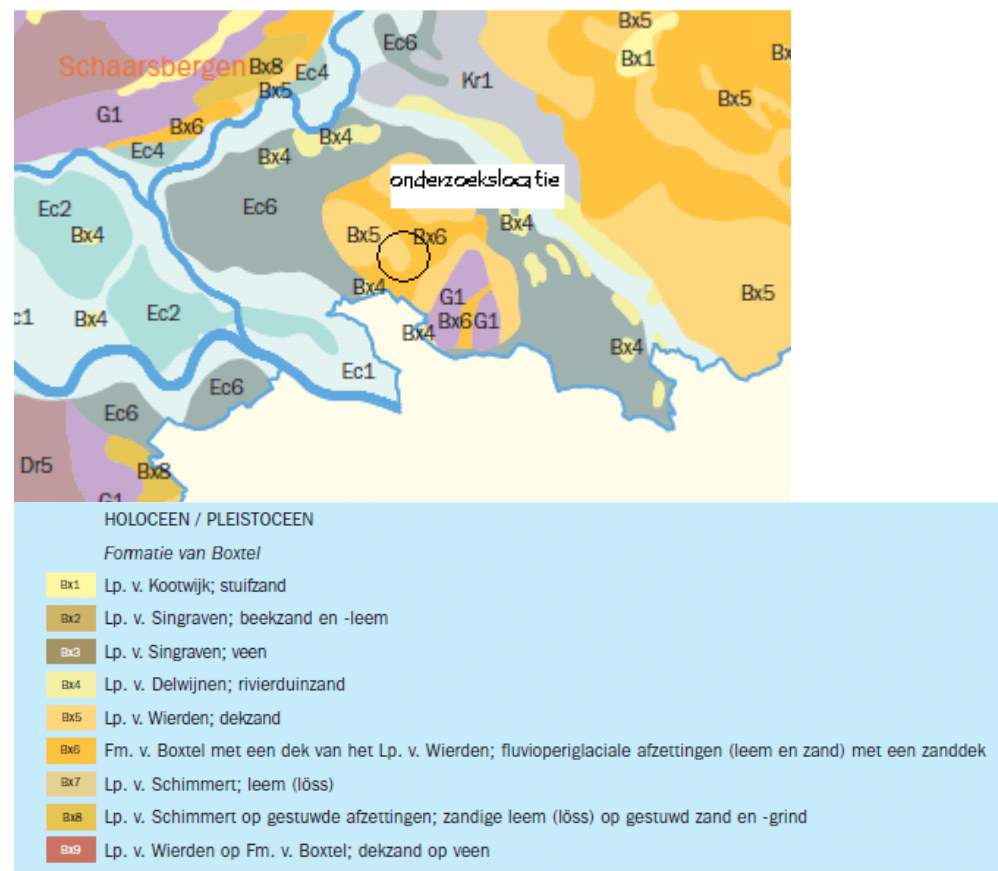 Bx5
Ec6
Bx1
Bx
Schaarsbergen
Bx8
Ec4
Kr1
Bx5
Bx5
G1
Bx6
Bx4
Ec4
Bx4
onderzoekslocatie
Ec2
Ec6
Bx4
Bx4
Bx5
Bx6
Bx4
G1
Bx5
c1
Bx4
Ec2
Bx4
Bx6
G1
Bx4
Ec1
Ec6
Ec6
Dr5
Bx8
G1
HOLOCEEN / PLEISTOCEEN
Formatie van Boxtel
Bx1 Lp. v. Kootwijk; stuifzand
Bx2 Lp. v. Singraven; beekzand en -leem
Bx3 Lp. v. Singraven; veen
Bx4 Lp. v. Delwijnen; rivierduinzand
Bx5 Lp. v. Wierden; dekzand
Bx6 Fm. v. Boxtel met een dek van het Lp. v. Wierden; fluvioperiglaciale afzettingen (leem en zand) met een zanddek
Bx7 Lp. v. Schimmert; leem (löss)
Bx8 Lp. v. Schimmert op gestuwde afzettingen; zandige leem (löss) op gestuwd zand en -grind
Bx9 Lp. v. Wierden op Fm. v. Boxtel; dekzand op veen